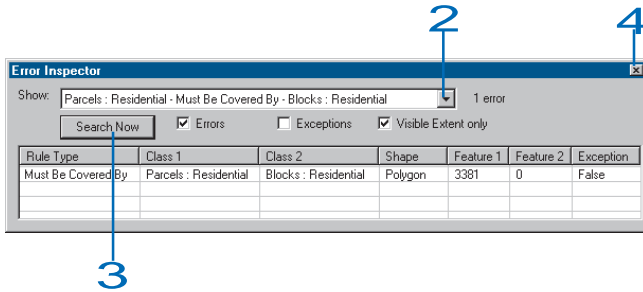 2
4
Error Inspector
Show: Parcels : Residential - Must Be Covered By - Blocks : Residential 1 error
Search Now Errors Exceptions Visible Extent only
Rule Type Class 1 Class 2 Shape Feature 1 Feature 2 Exception
Must Be Covered By Parcels : Residential Blocks : Residential Polygon 3381 0 False
3